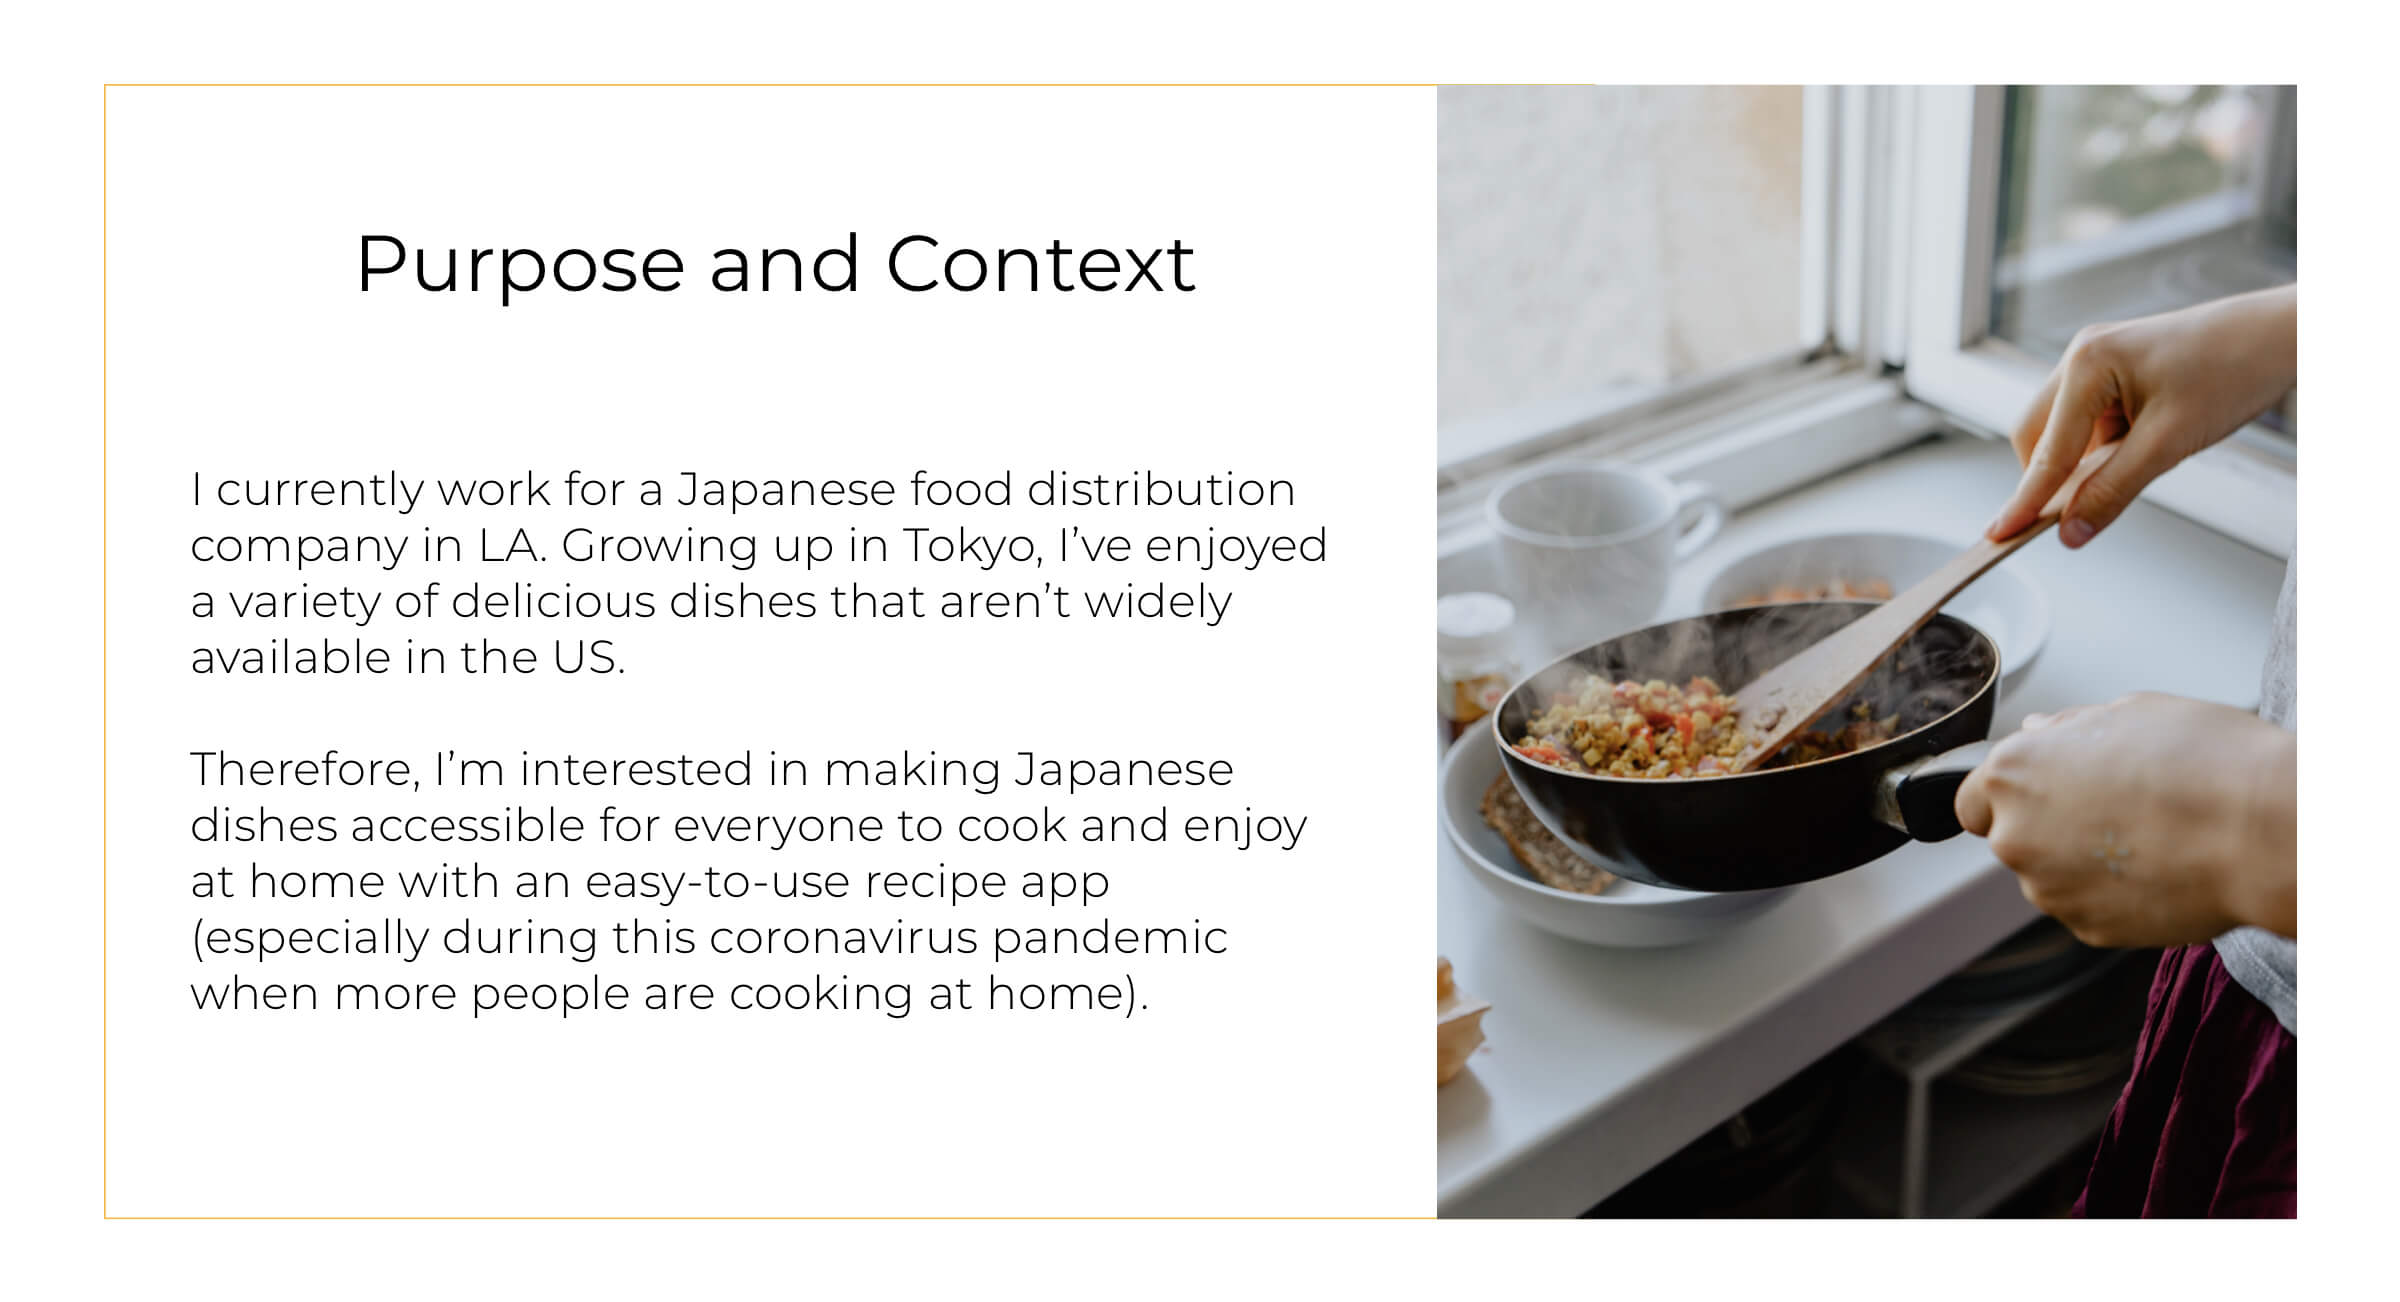 Purpose and Context
I currently work for a Japanese food distribution
company in LA. Growing up in Tokyo, I’ve enjoyed
a variety of delicious dishes that aren’t widely
available in the US.
Therefore, I’m interested in making Japanese
dishes accessible for everyone to cook and enjoy
at home with an easy-to-use recipe app
(especially during this coronavirus pandemic
when more people are cooking at home).